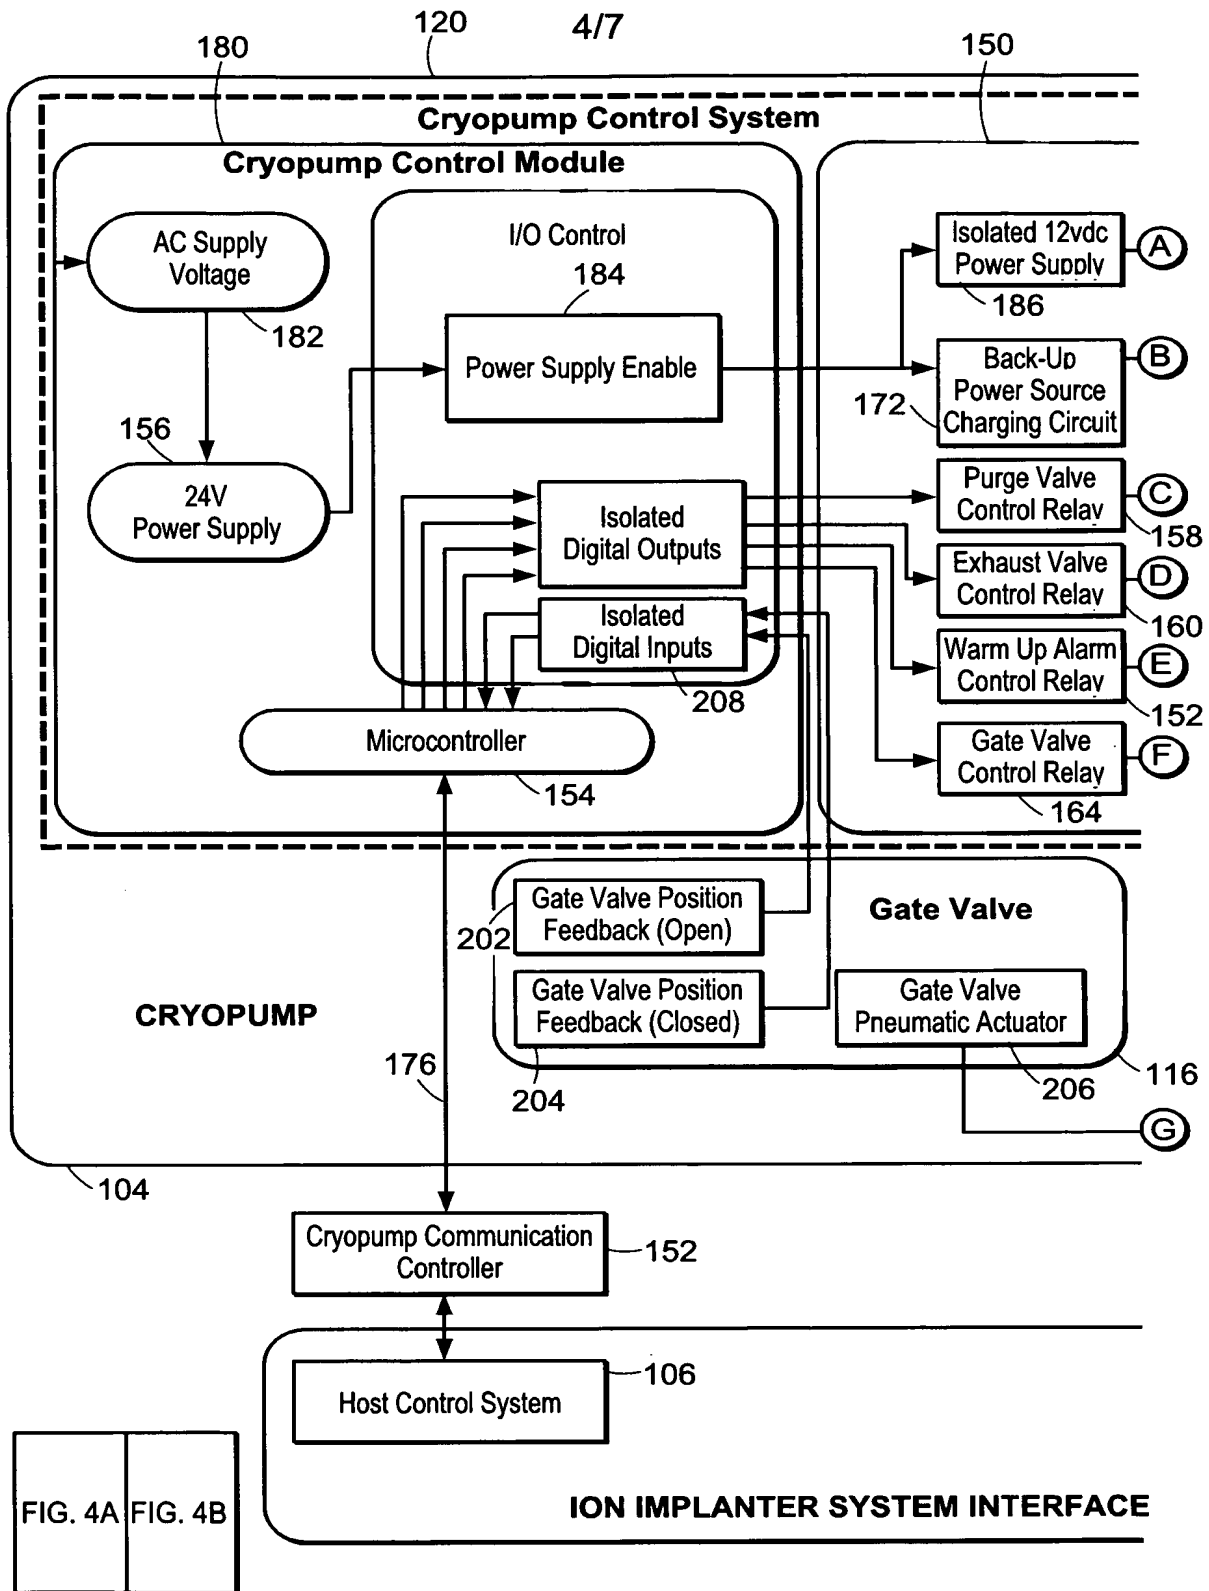 4/7
120
180
150
Cryopump Control System
Cryopump Control Module
I/O Control
AC Supply
Voltage
182
184
Power Supply Enable
Isolated 12vdc
Power Supply
186
A
Back-Up
Power Source
Charging Circuit
172
B
156
24V
Power Supply
Isolated
Digital Outputs
Purge Valve
Control Relay
158
C
Exhaust Valve
Control Relay
160
D
Isolated
Digital Inputs
208
Warm Up Alarm
Control Relay
152
E
Microcontroller
154
Gate Valve
Control Relay
164
F
Gate Valve Position
Feedback (Open)
202
Gate Valve
Gate Valve Position
Feedback (Closed)
204
Gate Valve
Pneumatic Actuator
206
116
CRYOPUMP
176
G
104
Cryopump Communication
Controller
152
Host Control System
106
ION IMPLANTER SYSTEM INTERFACE
FIG. 4A
FIG. 4B